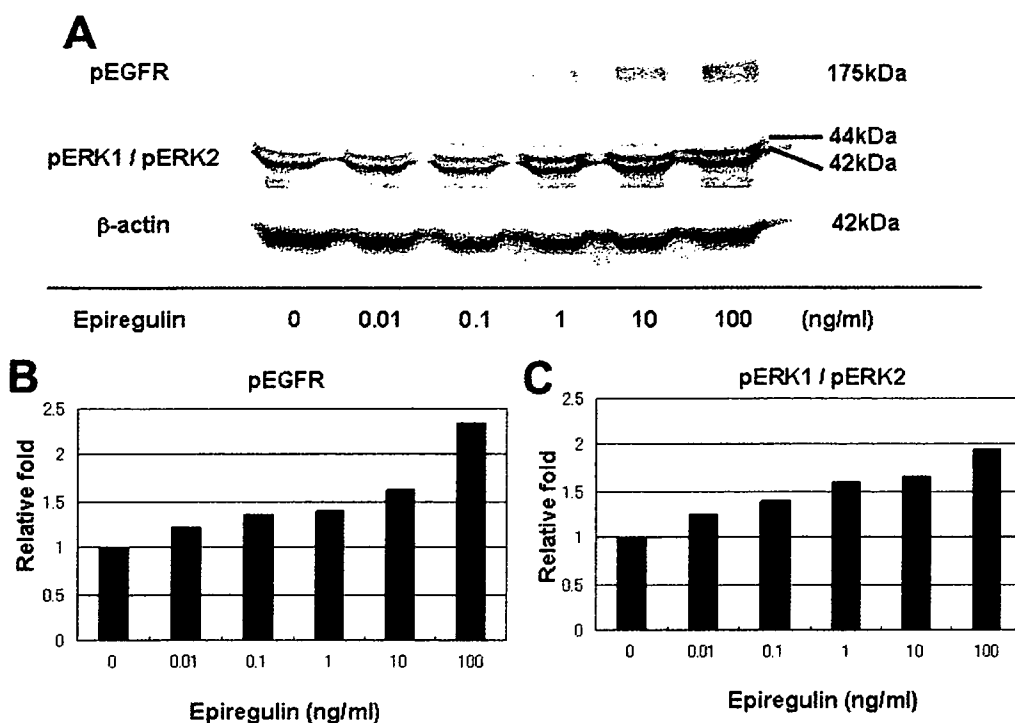 A
pEGFR 175kDa
pERK1 / pERK2 44kDa
42kDa
β-actin 42kDa
Epiregulin 0 0.01 0.1 1 10 100 (ng/ml)
B
pEGFR
Relative fold
2.5
2
1.5
1
0.5
0
0 0.01 0.1 1 10 100
Epiregulin (ng/ml)
C
pERK1 / pERK2
Relative fold
2.5
2
1.5
1
0.5
0
0 0.01 0.1 1 10 100
Epiregulin (ng/ml)